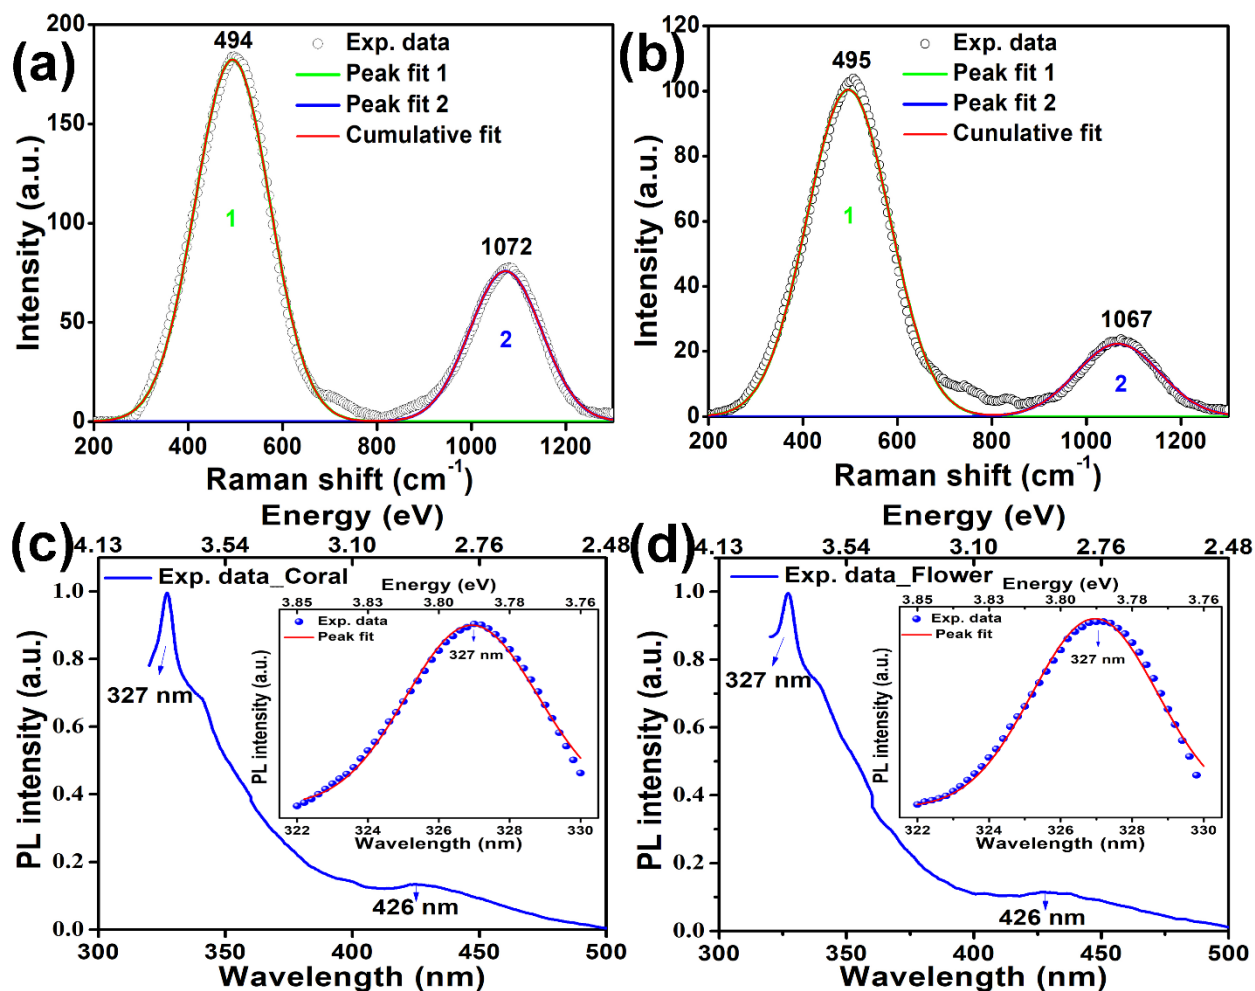 (a)
200
150
100
50
0
Intensity (a.u.)
494
1072
1
2
Exp. data
Peak fit 1
Peak fit 2
Cumulative fit
200 400 600 800 1000 1200
Raman shift (cm⁻¹)
(b)
120
100
80
60
40
20
0
Intensity (a.u.)
495
1067
1
2
Exp. data
Peak fit 1
Peak fit 2
Cunulative fit
200 400 600 800 1000 1200
Raman shift (cm⁻¹)
(c)
Energy (eV)
4.13 3.54 3.10 2.76 2.48
Exp. data_Coral
1.0
0.8
0.6
0.4
0.2
0.0
PL intensity (a.u.)
327 nm
426 nm
Energy (eV)
3.85 3.83 3.80 3.78 3.76
Exp. data
Peak fit
327 nm
PL intensity (a.u.)
322 324 326 328 330
Wavelength (nm)
300 350 400 450 500
Wavelength (nm)
(d)
Energy (eV)
4.13 3.54 3.10 2.76 2.48
Exp. data_Flower
1.0
0.8
0.6
0.4
0.2
0.0
PL intensity (a.u.)
327 nm
426 nm
Energy (eV)
3.85 3.83 3.80 3.78 3.76
Exp. data
Peak fit
327 nm
PL intensity (a.u.)
322 324 326 328 330
Wavelength (nm)
300 350 400 450 500
Wavelength (nm)